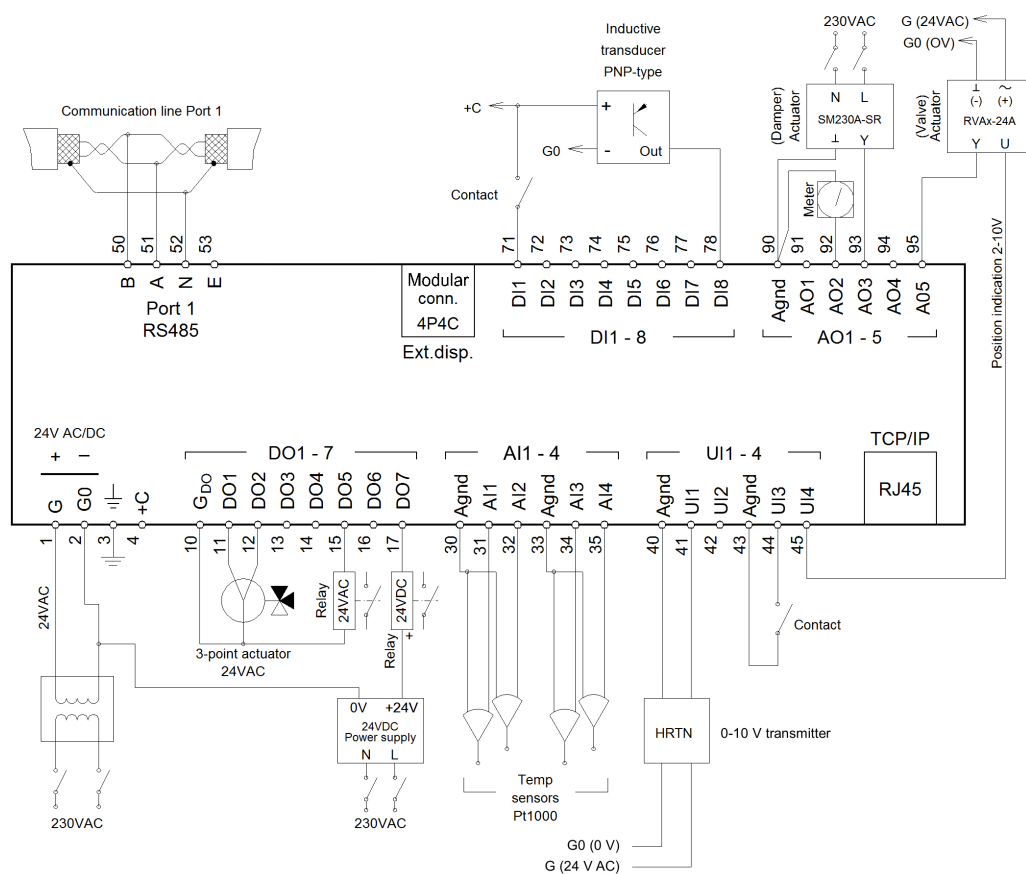 230VAC
G (24VAC)
G0 (OV)
Inductive
transducer
PNP-type
Communication line Port 1
+C
+
G0
-
Out
(Damper)
Actuator
N L
SM230A-SR
⊥ Y
(Valve)
Actuator
⊥ ~
(-) (+)
RVAx-24A
Y U
Contact
Meter
50 51 52 53
71 72 73 74 75 76 77 78
90 91 92 93 94 95
B A N E
Port 1
RS485
Modular
conn.
4P4C
Ext.disp.
DI1 DI2 DI3 DI4 DI5 DI6 DI7 DI8
DI1 - 8
Agnd AO1 AO2 AO3 AO4 A05
AO1 - 5
Position indication 2-10V
24V AC/DC
+ −
G G0 +C
DO1 - 7
GDO DO1 DO2 DO3 DO4 DO5 DO6 DO7
AI1 - 4
Agnd AI1 AI2 Agnd AI3 AI4
UI1 - 4
Agnd UI1 UI2 Agnd UI3 UI4
TCP/IP
RJ45
1 2 3 4
10 11 12 13 14 15 16 17
30 31 32 33 34 35
40 41 42 43 44 45
24VAC
3-point actuator
24VAC
Relay
24VAC
Relay
24VDC
+
Contact
0V +24V
24VDC
Power supply
N L
HRTN
0-10 V transmitter
Temp
sensors
Pt1000
230VAC
230VAC
G0 (0 V)
G (24 V AC)